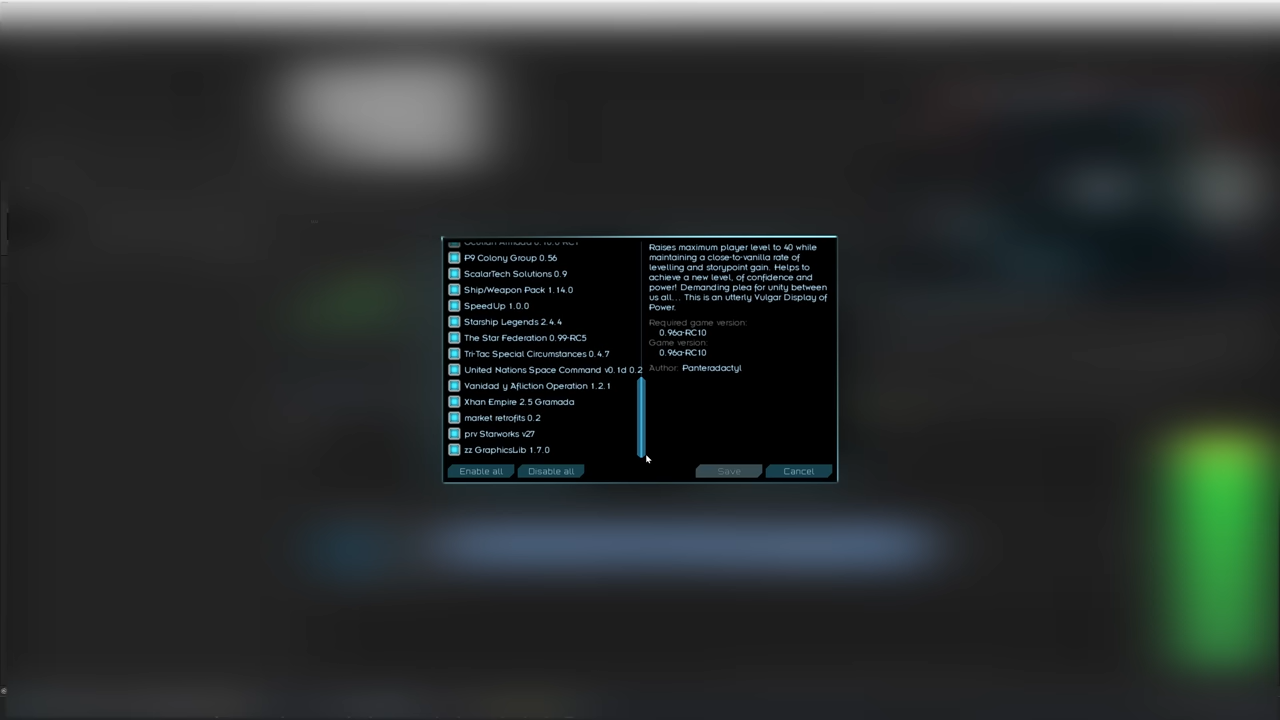 P9 Colony Group 0.56
ScalarTech Solutions 0.9
Ship/Weapon Pack 1.14.0
SpeedUp 1.0.0
Starship Legends 2.4.4
The Star Federation 0.99-RC5
Tri-Tac Special Circumstances 0.4.7
United Nations Space Command v0.1d 0.2
Vanidad y Afliction Operation 1.2.1
Xhan Empire 2.5 Gramada
market retrofits 0.2
prv Starworks v27
zz GraphicsLib 1.7.0
Enable all
Disable all
Raises maximum player level to 40 while
maintaining a close-to-vanilla rate of
levelling and storypoint gain. Helps to
achieve a new level, of confidence and
power! Demanding plea for unity between
us all... This is an utterly Vulgar Display of
Power.
Required game version:
0.96a-RC10
Game version:
0.96a-RC10
Author: Panteradactyl
Save
Cancel